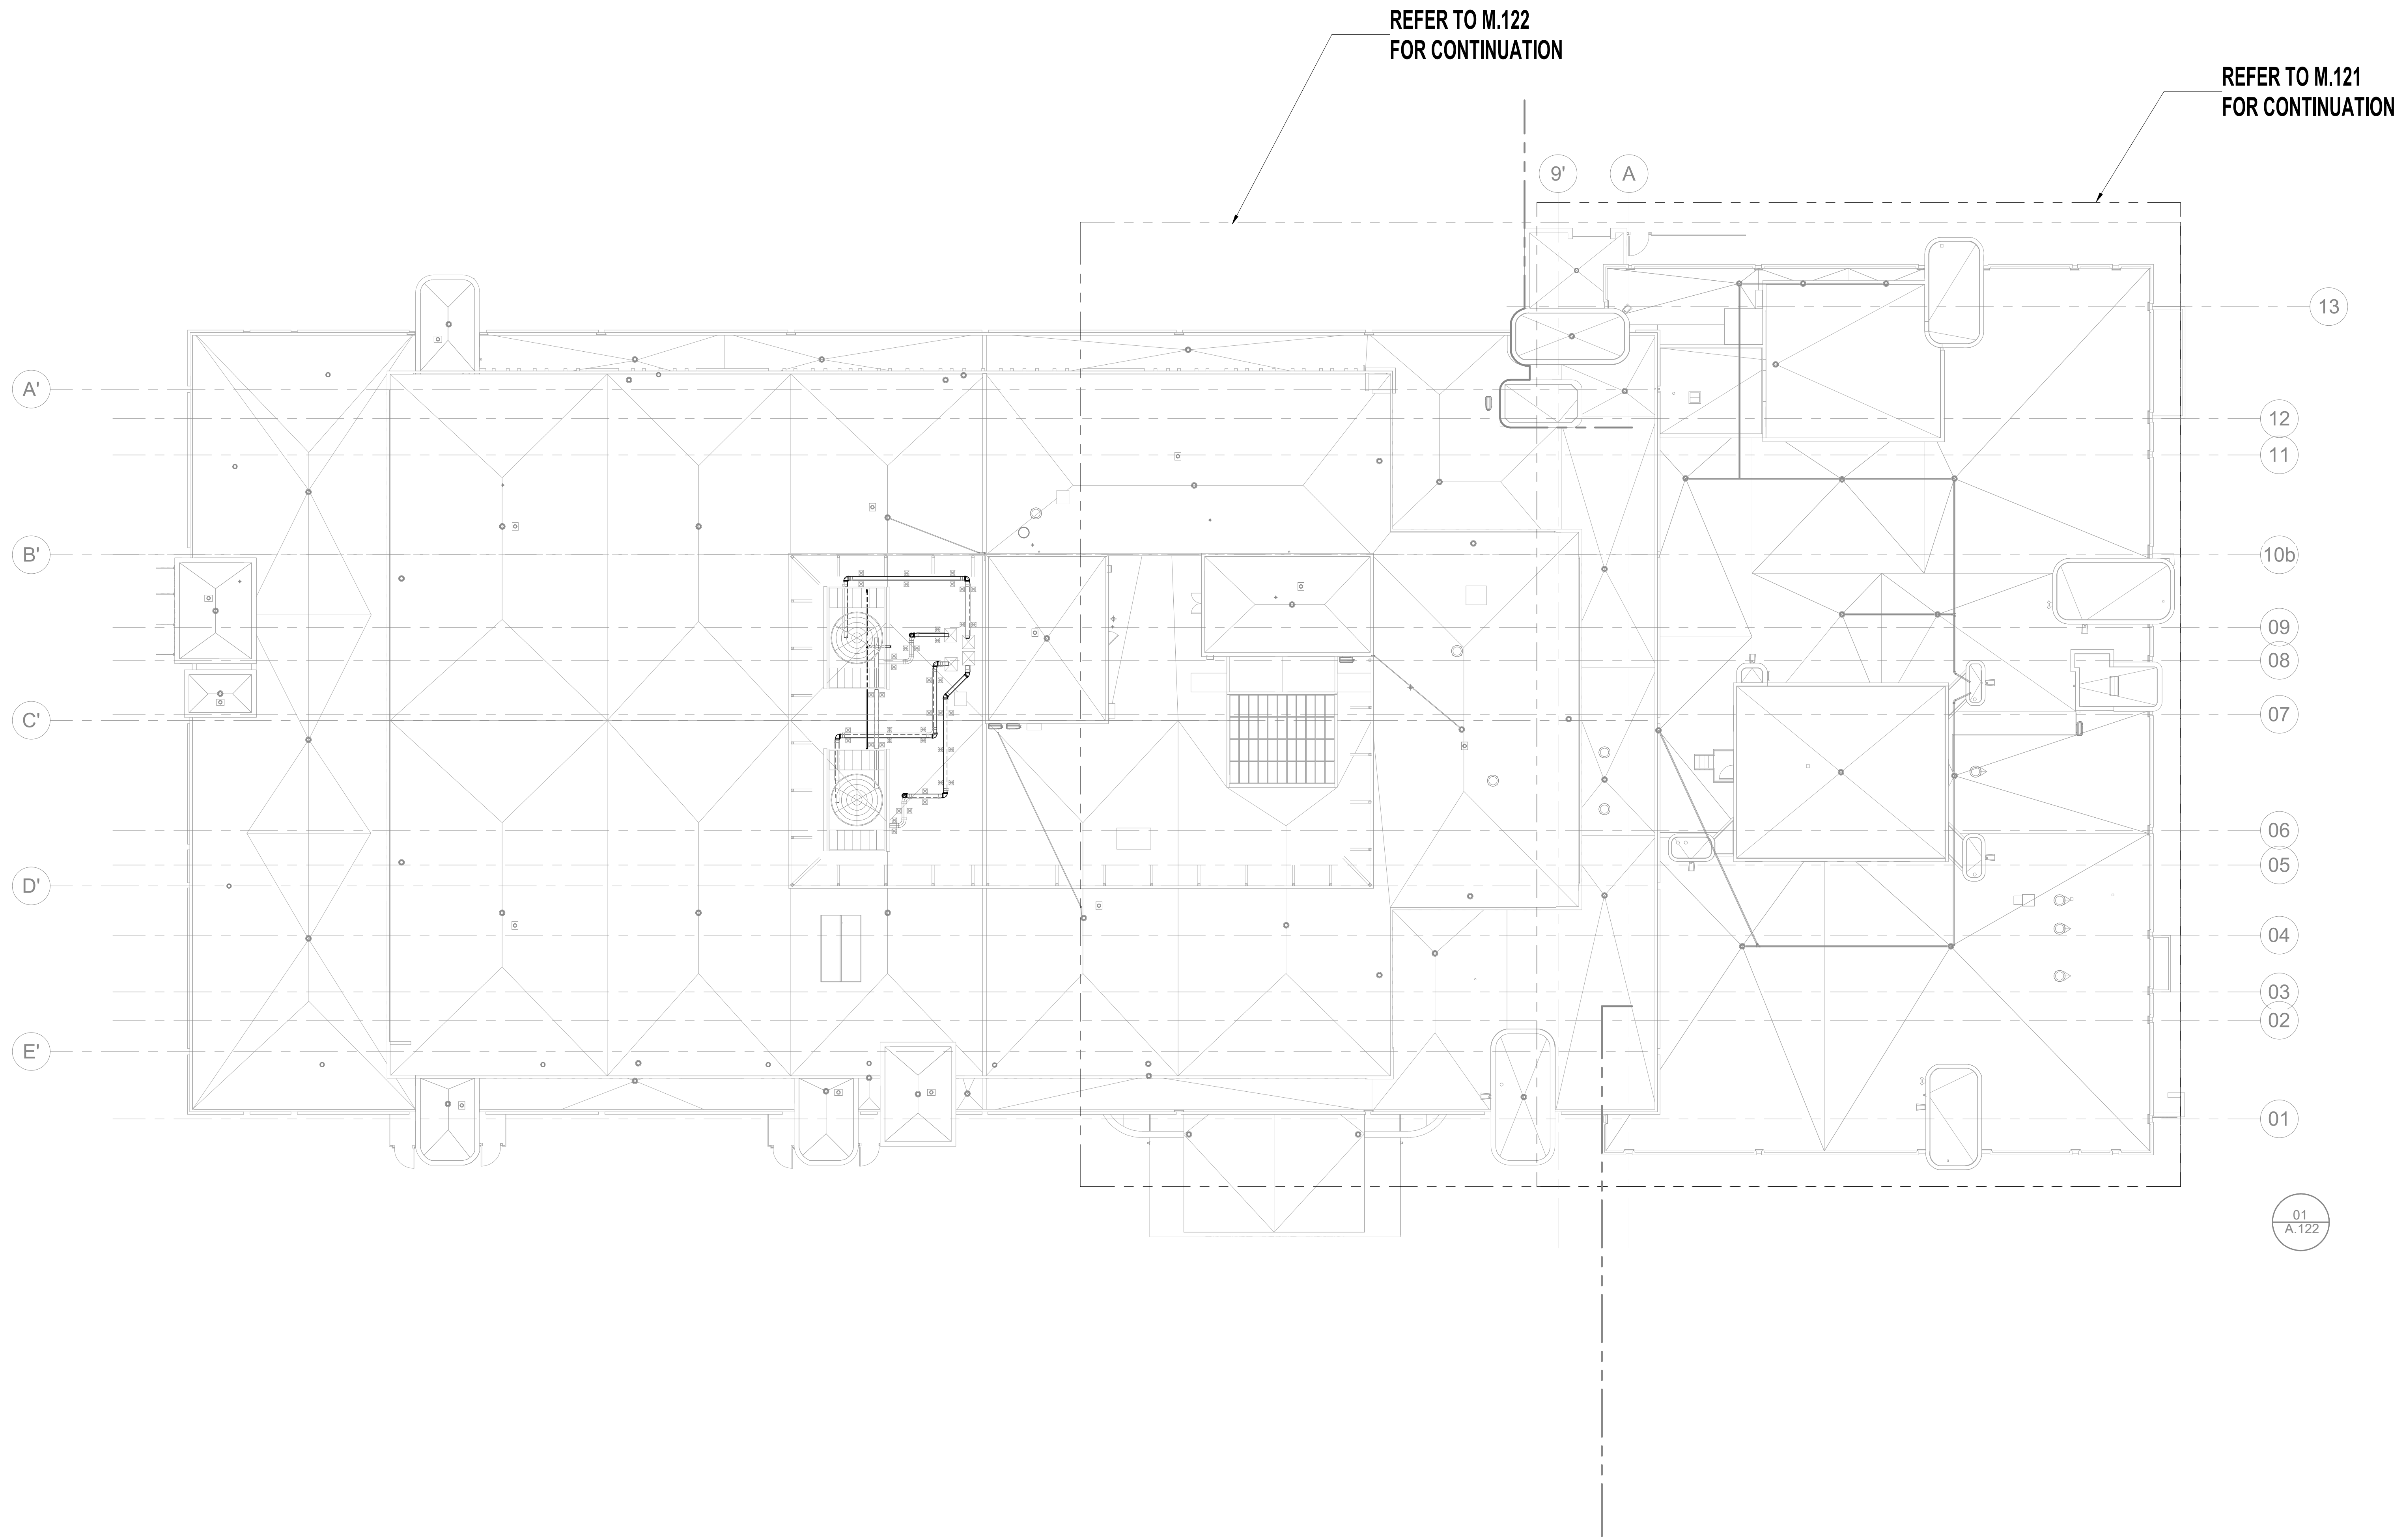 REFER TO M.122
FOR CONTINUATION
REFER TO M.121
FOR CONTINUATION
9'
A
13
A'
12
11
B'
10b
09
08
C'
07
06
05
D'
04
03
02
E'
01
01
A.122